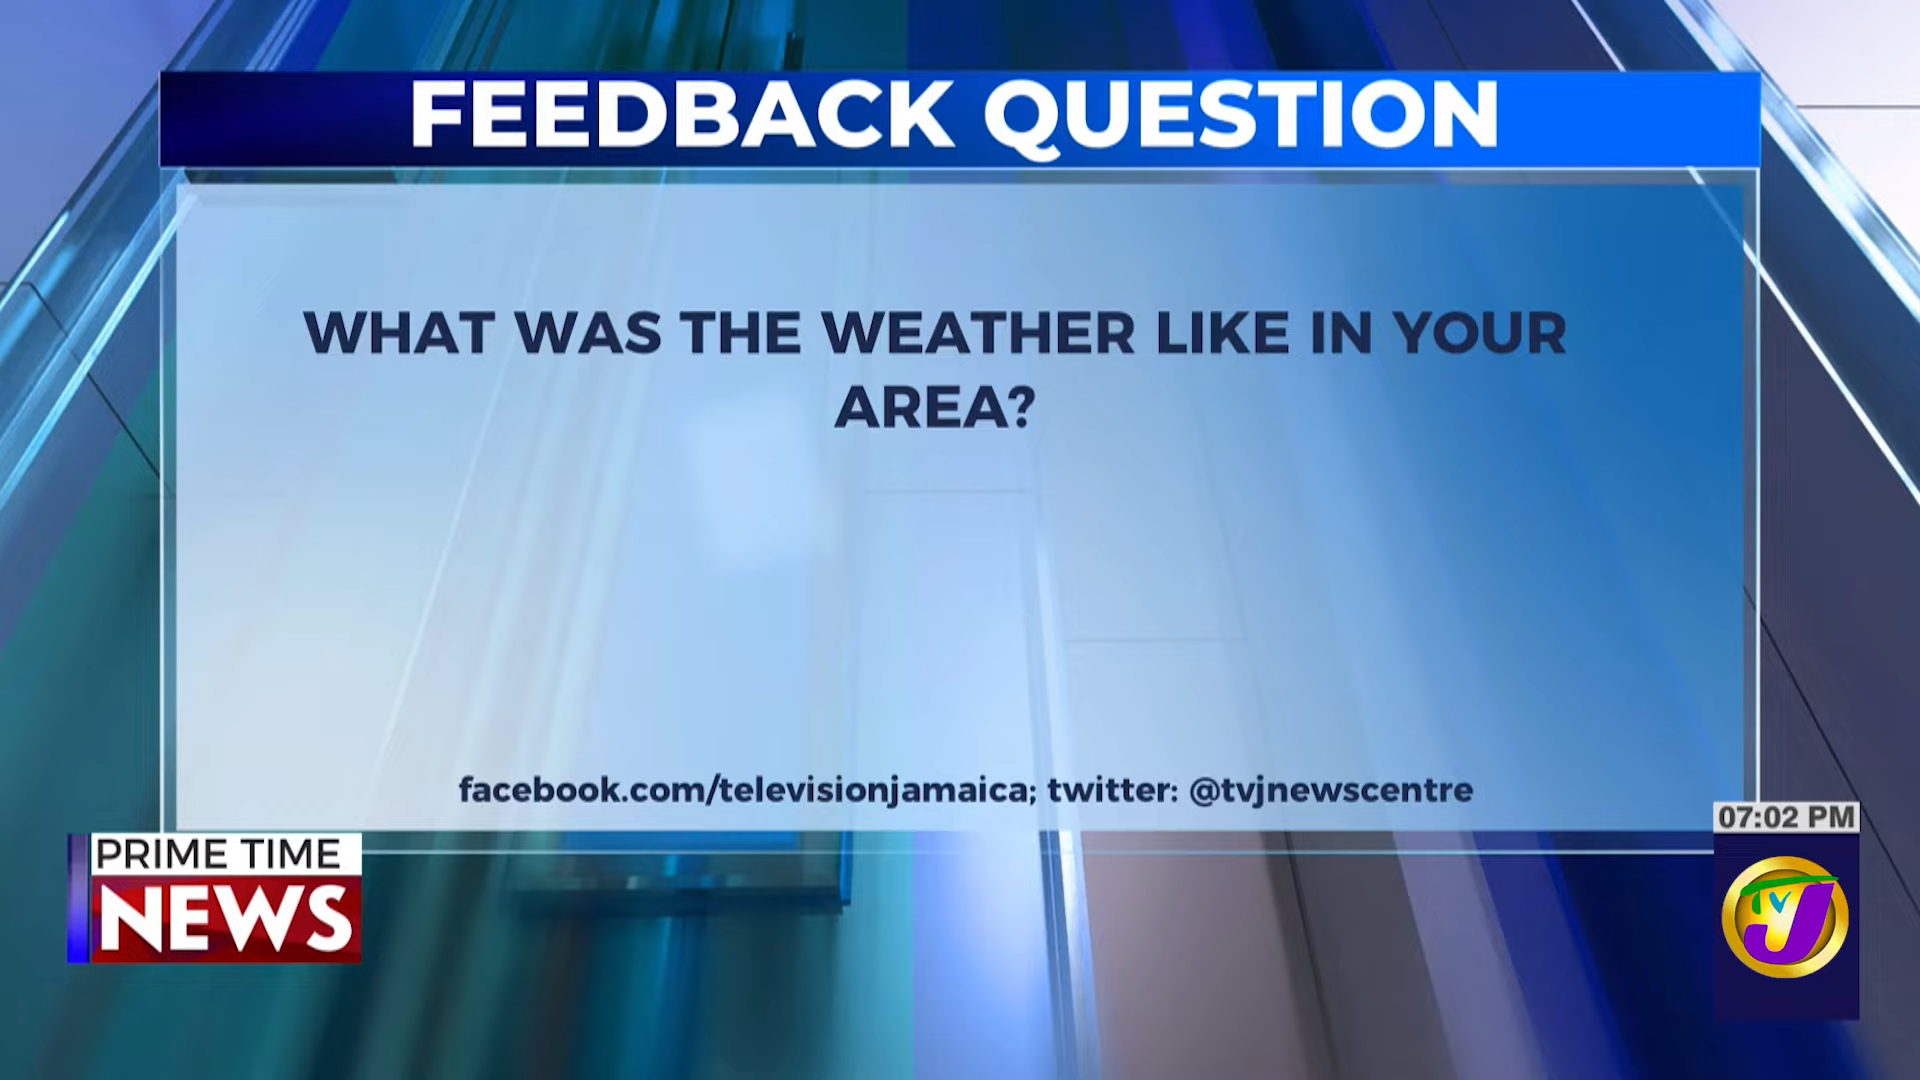 FEEDBACK QUESTION
WHAT WAS THE WEATHER LIKE IN YOUR
AREA?
facebook.com/televisionjamaica; twitter: @tvjnewscentre
PRIME TIME
NEWS
07:02 PM
TVJ